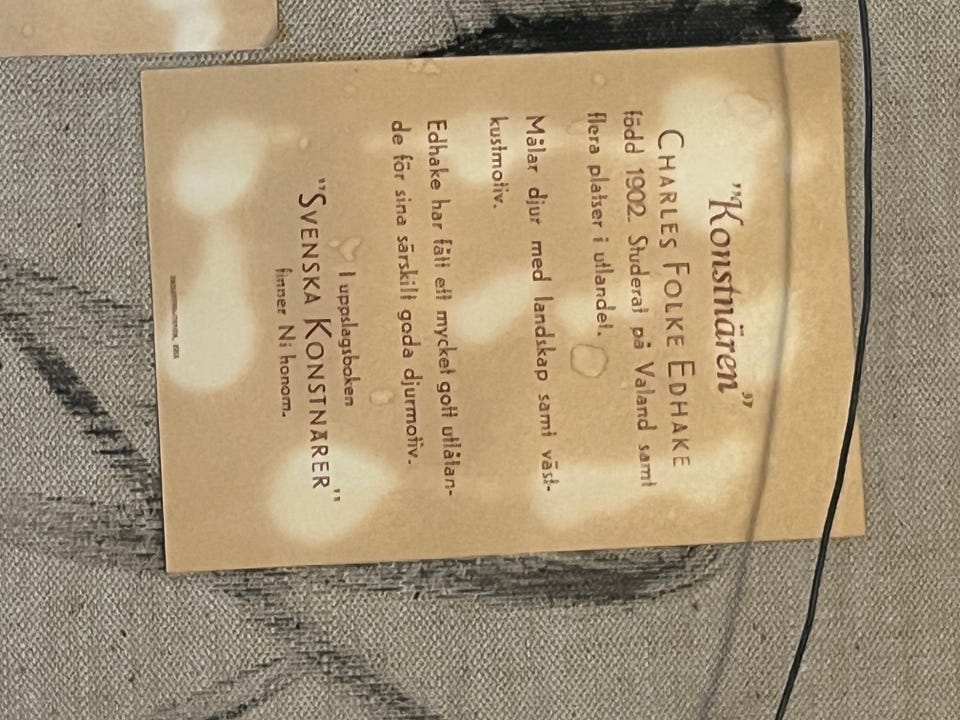 ”Konstnären”
CHARLES FOLKE EDHAKE
född 1902. Studerat på Valand samt
flera platser i utlandet.
Målar djur med landskap samt väst-
kustmotiv.
Edhake har fått ett mycket gott utlåtan-
de för sina särskilt goda djurmotiv.
I uppslagsboken
”SVENSKA KONSTNÄRER”
finner Ni honom.